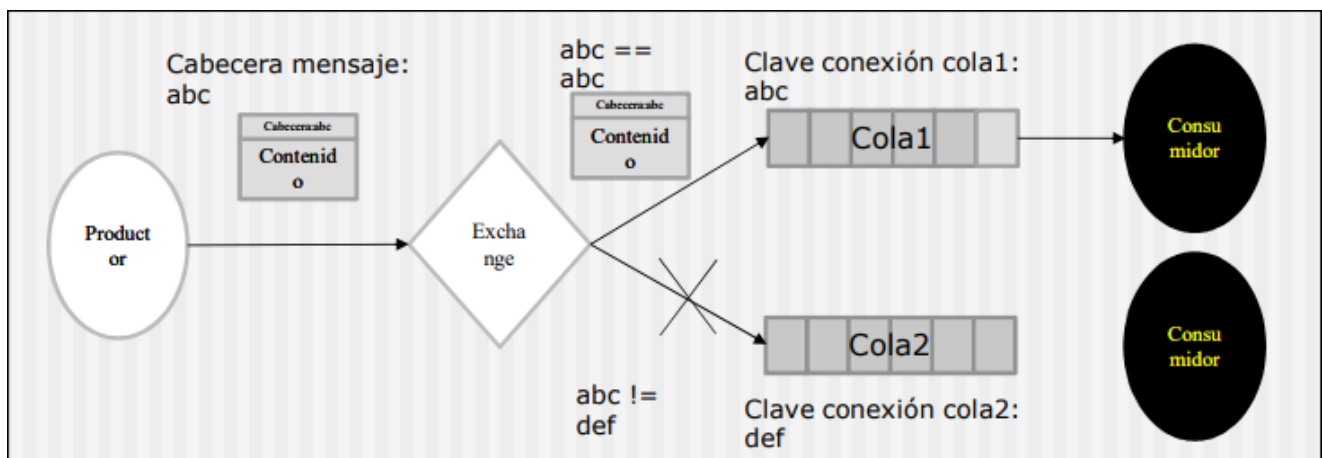 Cabecera mensaje:
abc
Cabecera:abc
Contenid
o
Product
or
Excha
nge
abc ==
abc
Cabecera:abc
Contenid
o
Clave conexión cola1:
abc
Cola1
Consu
midor
abc !=
def
Cola2
Clave conexión cola2:
def
Consu
midor